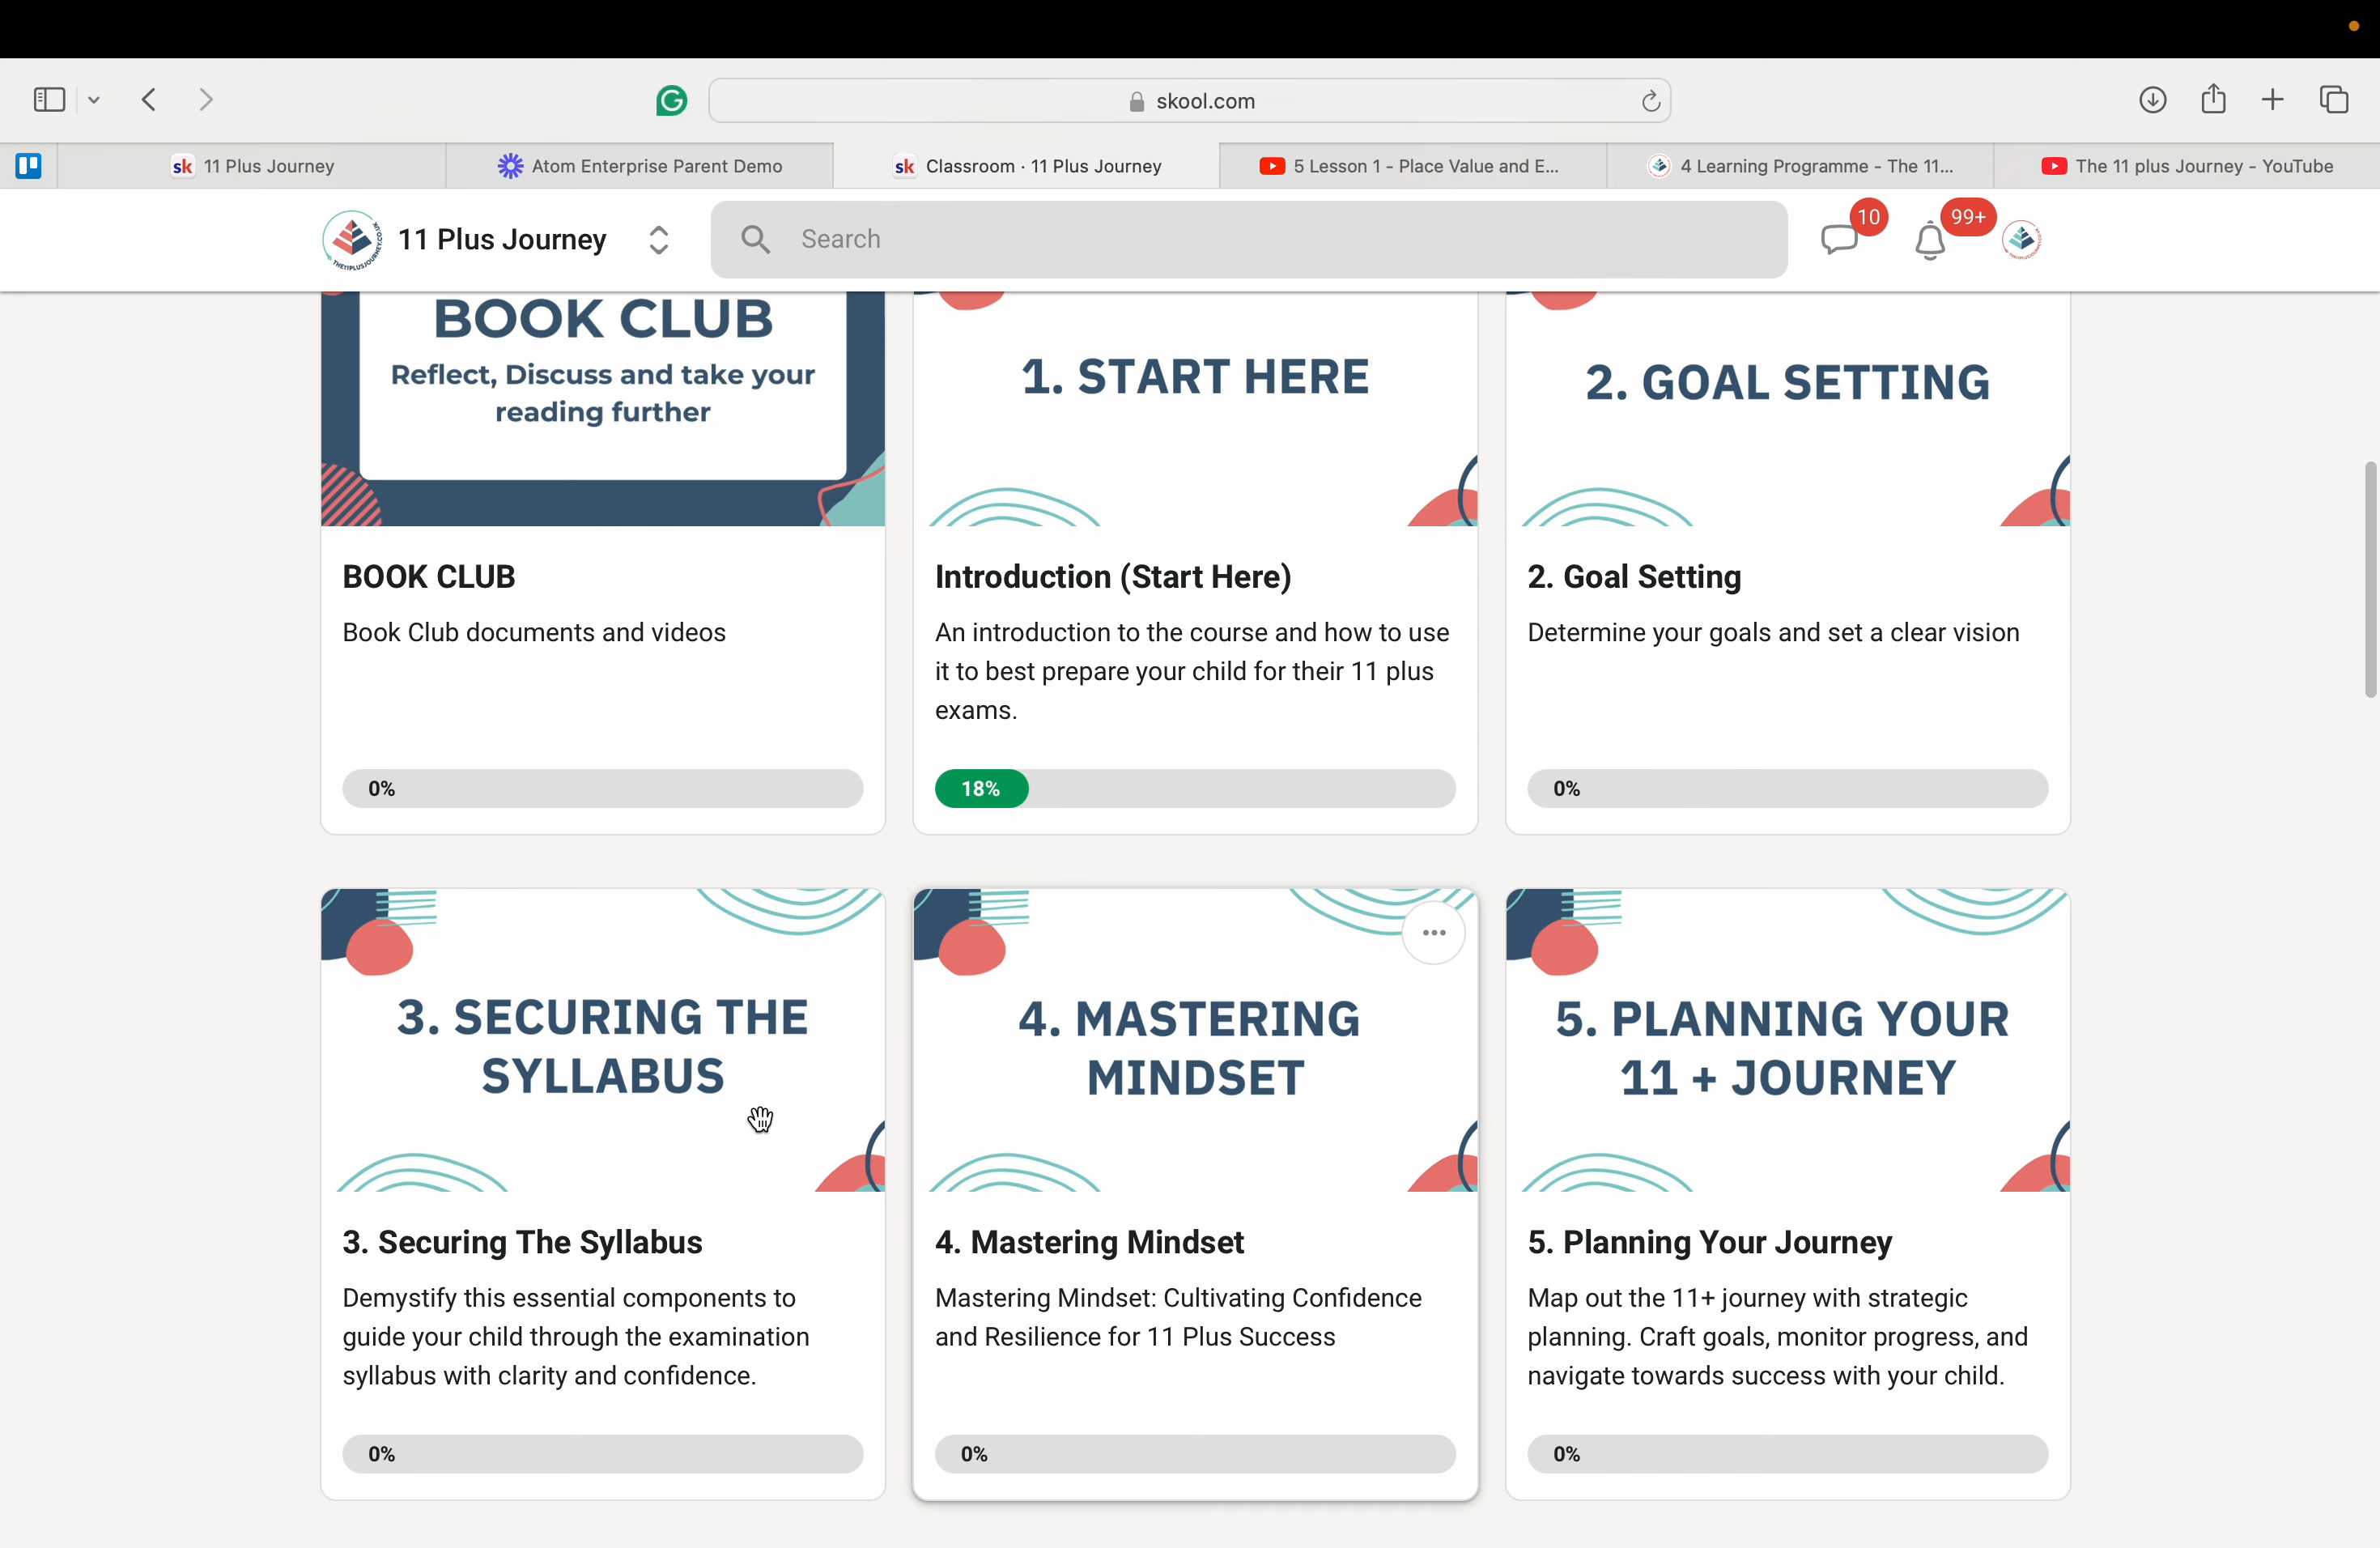 skool.com
sk 11 Plus Journey
Atom Enterprise Parent Demo
sk Classroom · 11 Plus Journey
5 Lesson 1 - Place Value and E...
4 Learning Programme - The 11...
The 11 plus Journey - YouTube
11 Plus Journey
Search
10
99+
BOOK CLUB
Reflect, Discuss and take your
reading further
1. START HERE
2. GOAL SETTING
BOOK CLUB
Book Club documents and videos
0%
Introduction (Start Here)
An introduction to the course and how to use
it to best prepare your child for their 11 plus
exams.
18%
2. Goal Setting
Determine your goals and set a clear vision
0%
3. SECURING THE
SYLLABUS
4. MASTERING
MINDSET
5. PLANNING YOUR
11 + JOURNEY
3. Securing The Syllabus
Demystify this essential components to
guide your child through the examination
syllabus with clarity and confidence.
0%
4. Mastering Mindset
Mastering Mindset: Cultivating Confidence
and Resilience for 11 Plus Success
0%
5. Planning Your Journey
Map out the 11+ journey with strategic
planning. Craft goals, monitor progress, and
navigate towards success with your child.
0%